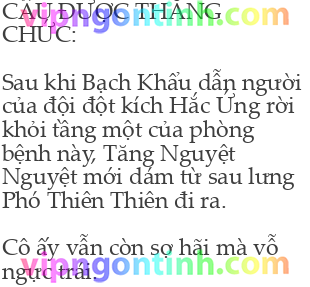 CẦU ĐƯỢC THĂNG
CHỨC:
Sau khi Bạch Khẩu dẫn người
của đội đột kích Hắc Ưng rời
khỏi tầng một của phòng
bệnh này, Tăng Nguyệt
Nguyệt mới dám từ sau lưng
Phó Thiên Thiên đi ra.
Cô ấy vẫn còn sợ hãi mà vỗ
ngực trái.
vipngontinh.com
vipngontinh.com